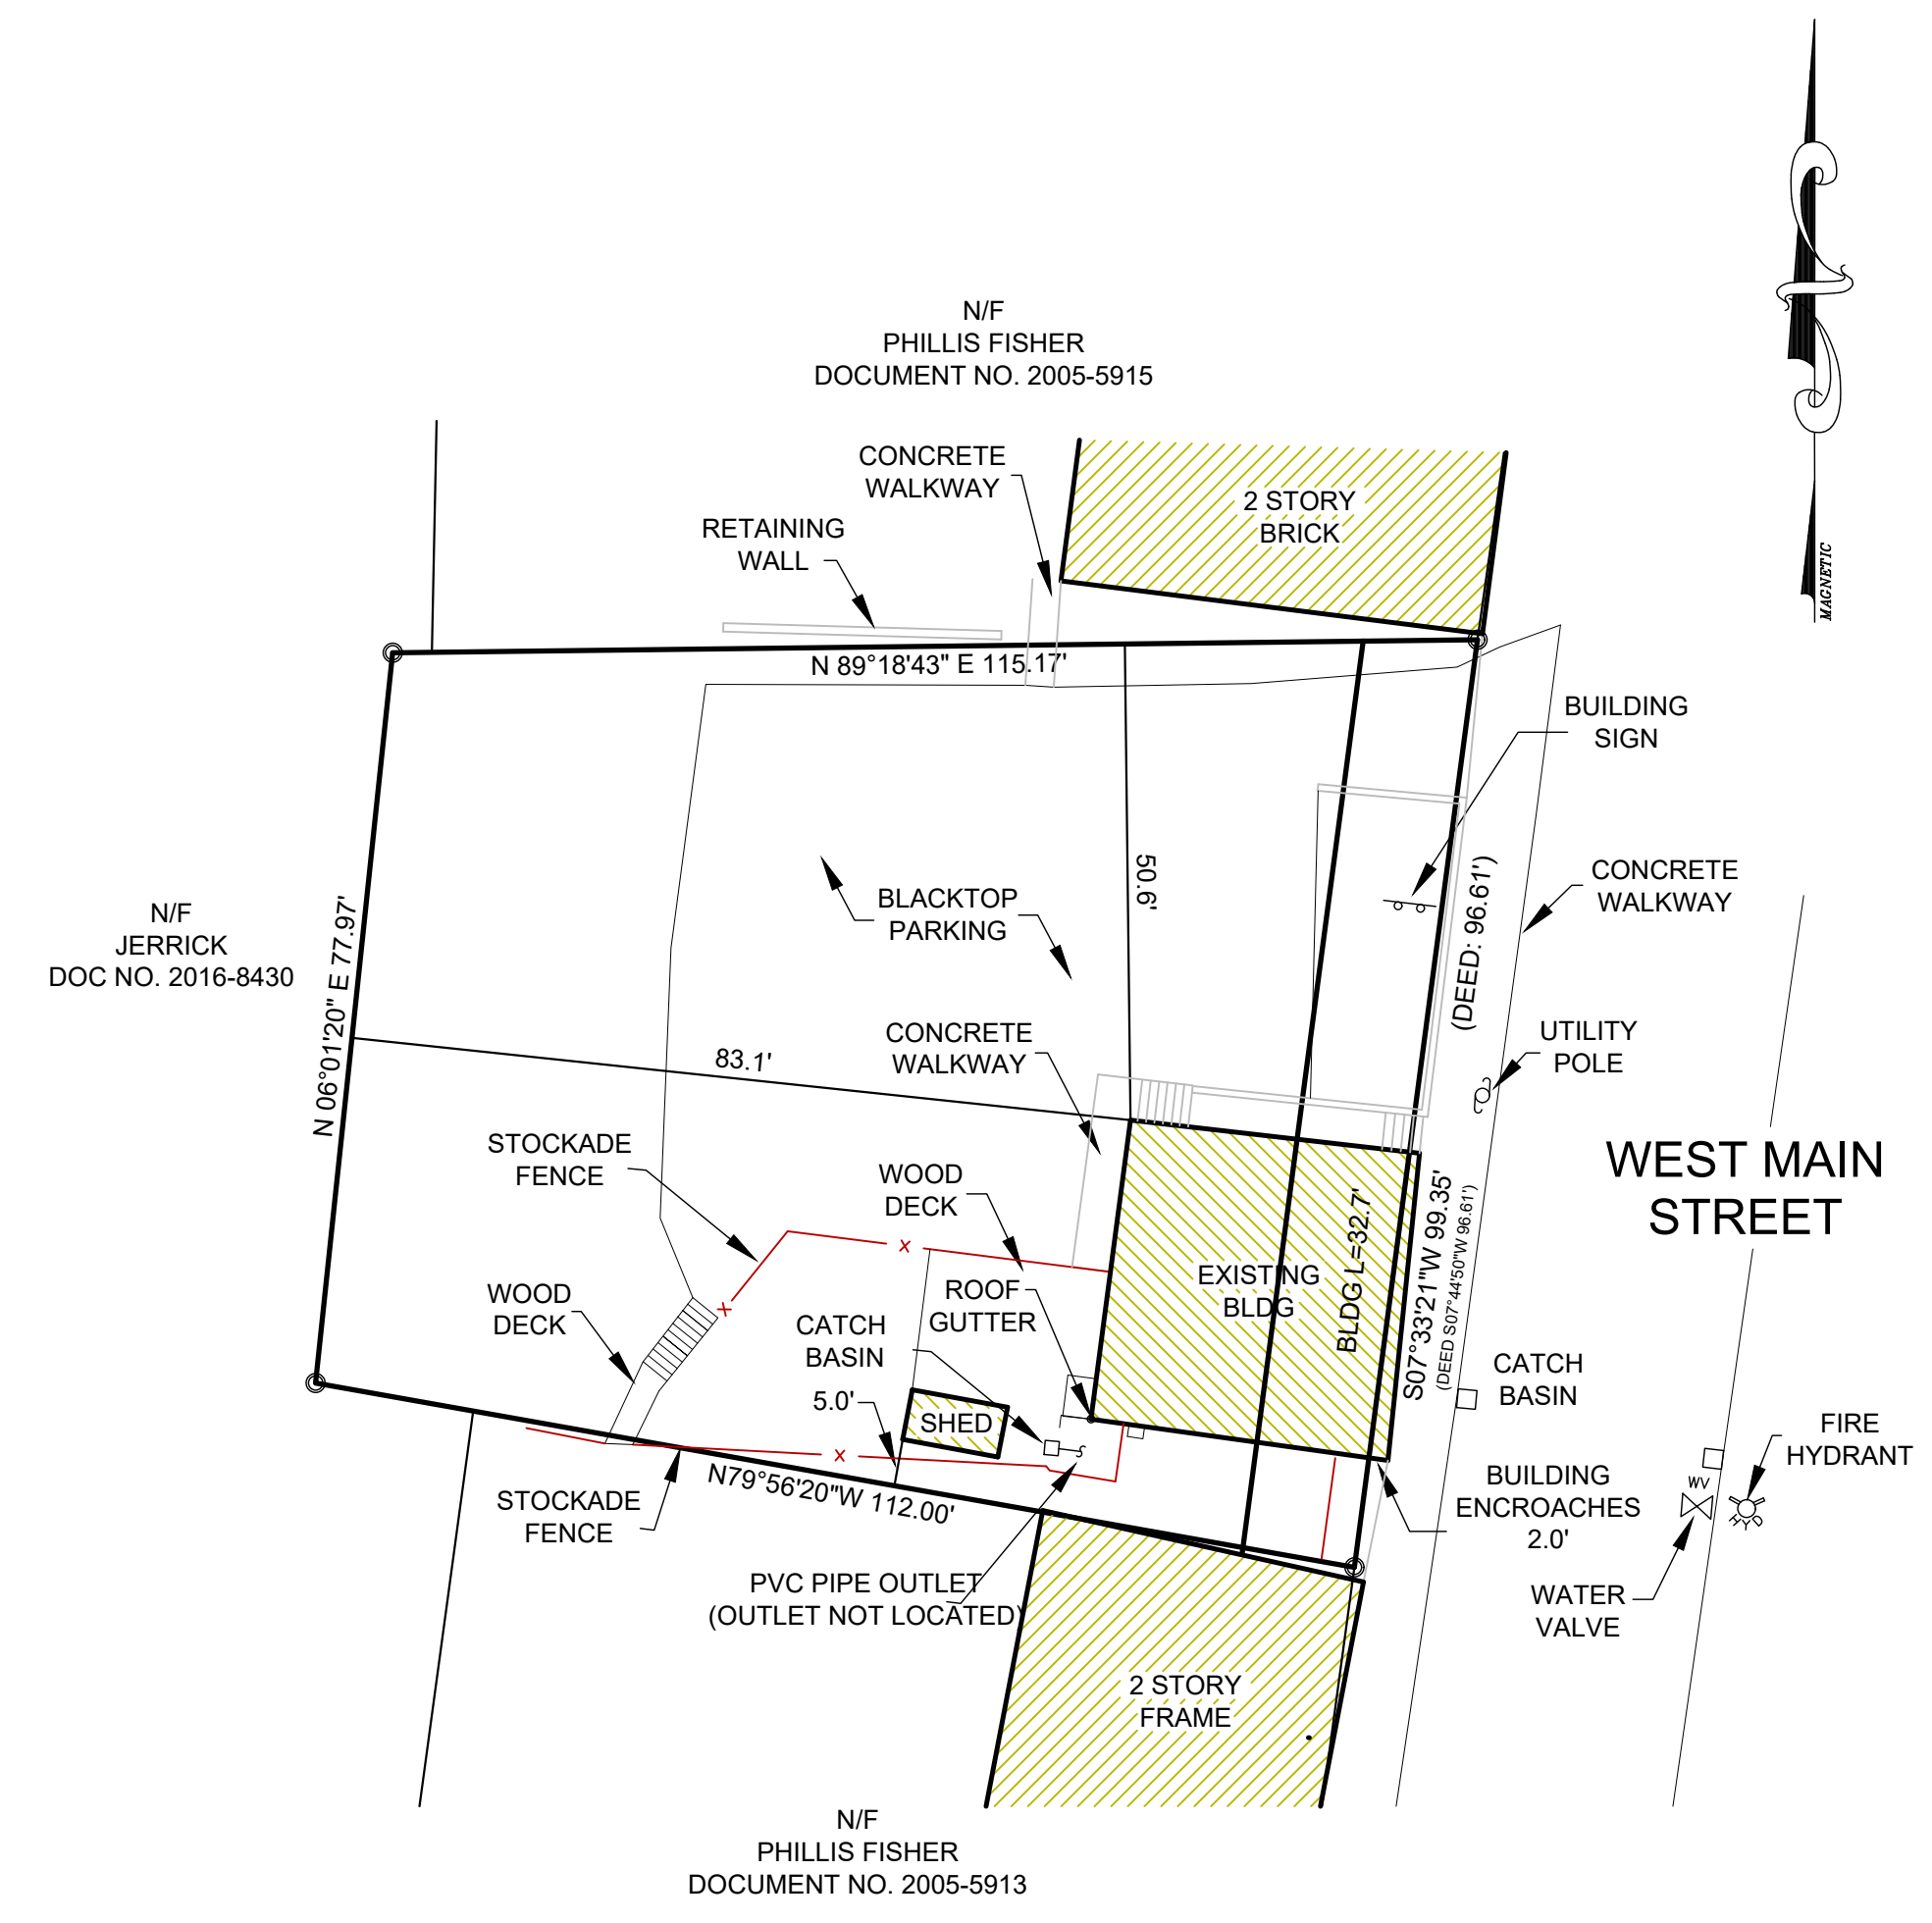 N/F
PHILLIS FISHER
DOCUMENT NO. 2005-5915
CONCRETE
WALKWAY
2 STORY
BRICK
RETAINING
WALL
MAGNETIC
N 89°18'43" E 115.17'
BUILDING
SIGN
50.6'
(DEED: 96.61')
CONCRETE
WALKWAY
BLACKTOP
PARKING
N/F
JERRICK
DOC NO. 2016-8430
N 06°01'20" E 77.97'
83.1'
CONCRETE
WALKWAY
UTILITY
POLE
STOCKADE
FENCE
WOOD
DECK
WEST MAIN
STREET
BLDG L=32.7'
S07°33'21"W 99.35'
(DEED S07°44'50"W 96.61')
EXISTING
BLDG
WOOD
DECK
ROOF
GUTTER
CATCH
BASIN
5.0'
SHED
CATCH
BASIN
FIRE
HYDRANT
N79°56'20"W 112.00'
STOCKADE
FENCE
BUILDING
ENCROACHES
2.0'
WV
HYD
PVC PIPE OUTLET
(OUTLET NOT LOCATED)
WATER
VALVE
2 STORY
FRAME
N/F
PHILLIS FISHER
DOCUMENT NO. 2005-5913